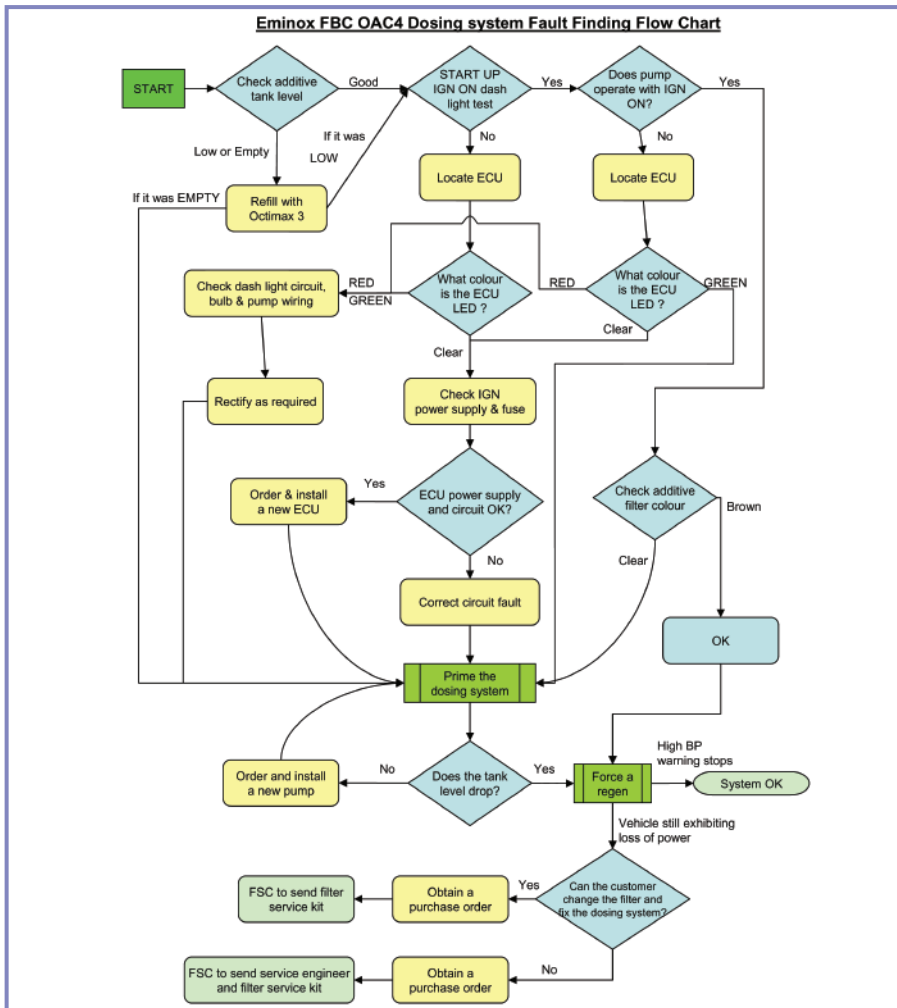 Eminox FBC OAC4 Dosing system Fault Finding Flow Chart
START
Check additive
tank level
Good
START UP
IGN ON dash
light test
Yes
Does pump
operate with IGN
ON?
Yes
Low or Empty
If it was
LOW
No
No
If it was EMPTY
Refill with
Octimax 3
Locate ECU
Locate ECU
Check dash light circuit,
bulb & pump wiring
RED
GREEN
What colour
is the ECU
LED ?
RED
What colour
is the ECU
LED ?
GREEN
Clear
Clear
Rectify as required
Check IGN
power supply & fuse
Order & install
a new ECU
Yes
ECU power supply
and circuit OK?
Check additive
filter colour
Brown
No
Clear
Correct circuit fault
OK
Prime the
dosing system
Order and install
a new pump
No
Does the tank
level drop?
Yes
Force a
regen
High BP
warning stops
System OK
Vehicle still exhibiting
loss of power
FSC to send filter
service kit
Obtain a
purchase order
Yes
Can the customer
change the filter and
fix the dosing system?
FSC to send service engineer
and filter service kit
Obtain a
purchase order
No